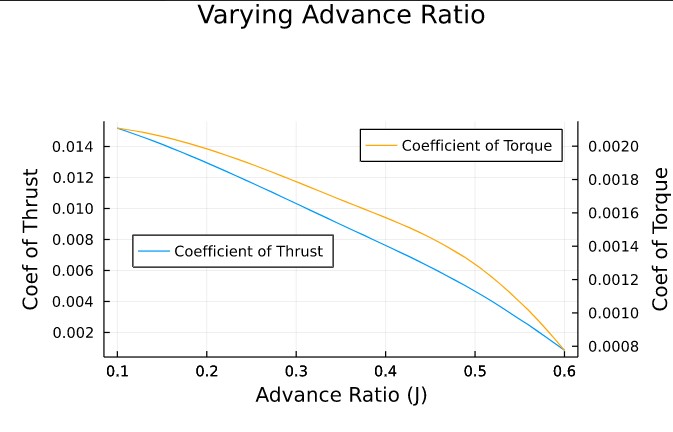 Varying Advance Ratio
Coef of Thrust
0.014
0.012
0.010
0.008
0.006
0.004
0.002
Coefficient of Torque
Coefficient of Thrust
0.0020
0.0018
0.0016
0.0014
0.0012
0.0010
0.0008
Coef of Torque
0.1 0.2 0.3 0.4 0.5 0.6
Advance Ratio (J)